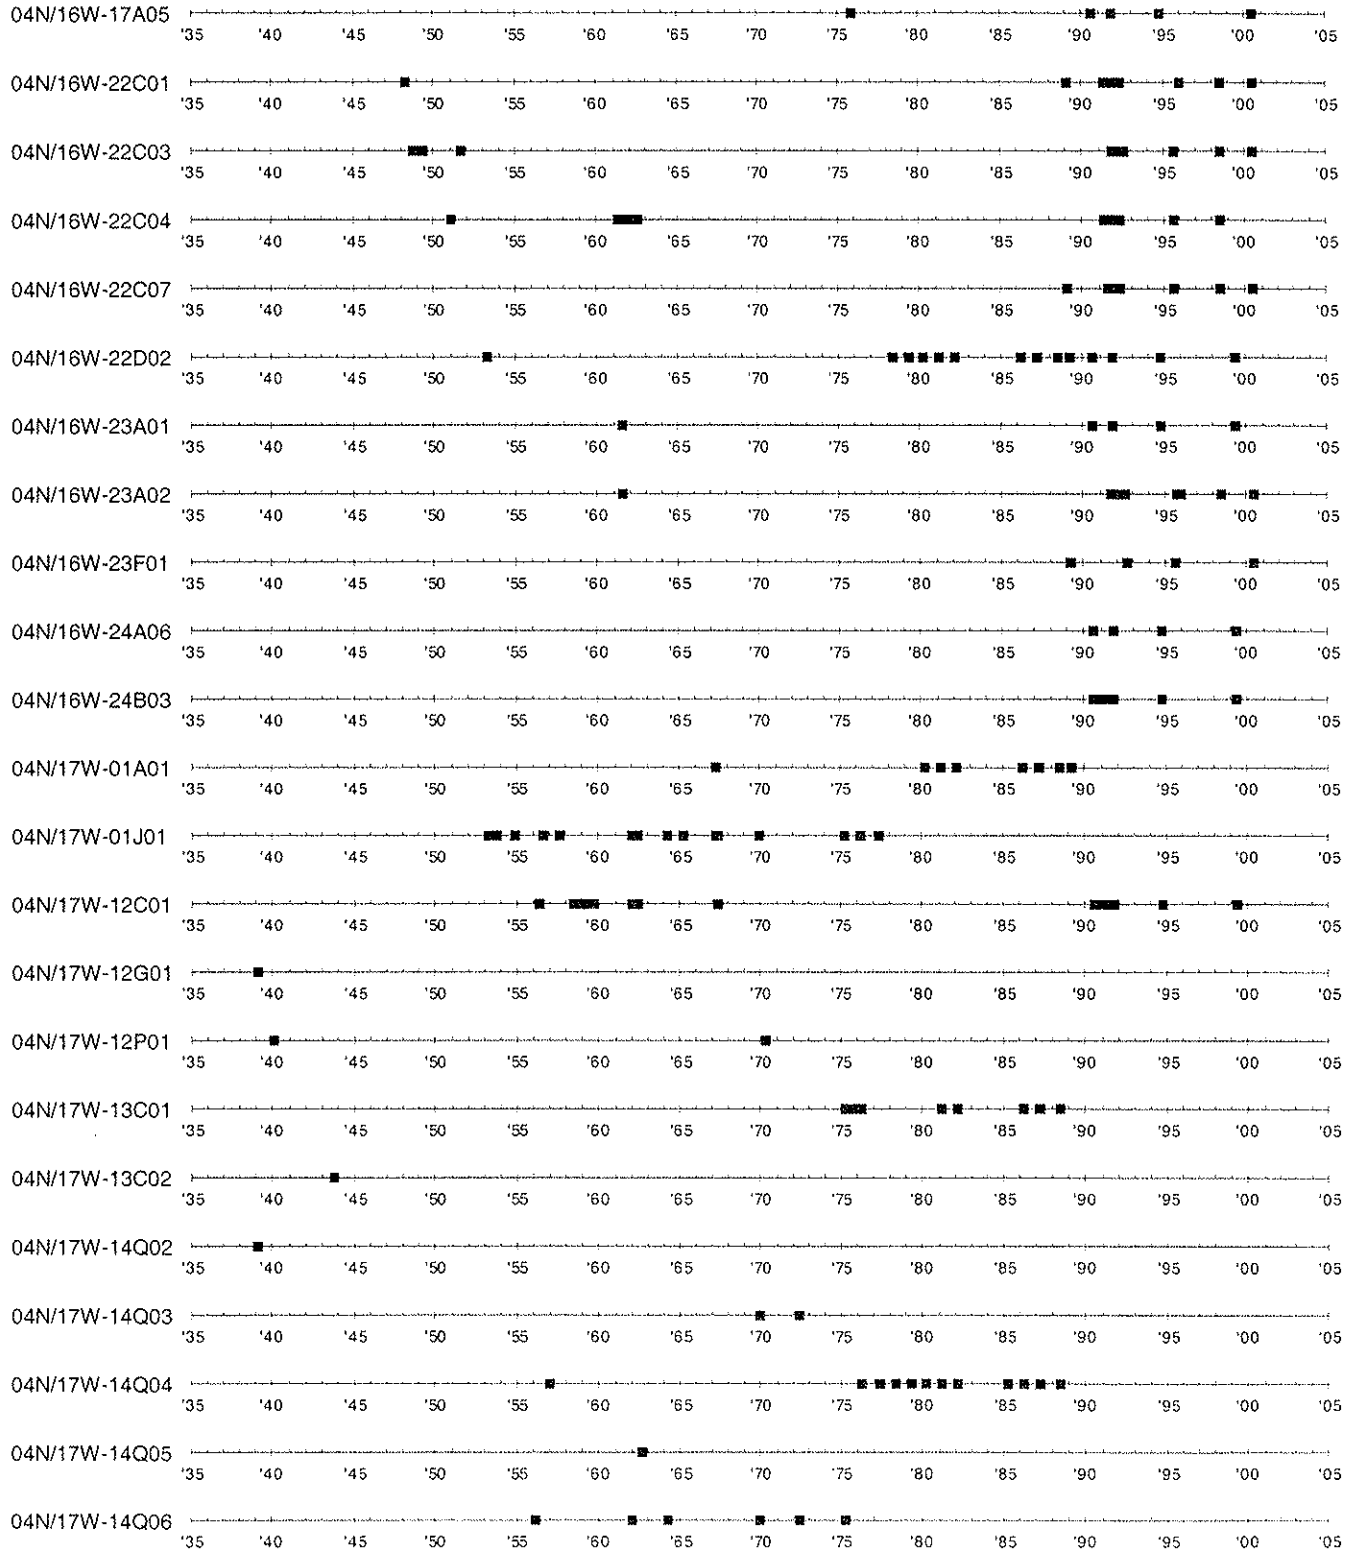 04N/16W-17A05
'35 '40 '45 '50 '55 '60 '65 '70 '75 '80 '85 '90 '95 '00 '05
04N/16W-22C01
'35 '40 '45 '50 '55 '60 '65 '70 '75 '80 '85 '90 '95 '00 '05
04N/16W-22C03
'35 '40 '45 '50 '55 '60 '65 '70 '75 '80 '85 '90 '95 '00 '05
04N/16W-22C04
'35 '40 '45 '50 '55 '60 '65 '70 '75 '80 '85 '90 '95 '00 '05
04N/16W-22C07
'35 '40 '45 '50 '55 '60 '65 '70 '75 '80 '85 '90 '95 '00 '05
04N/16W-22D02
'35 '40 '45 '50 '55 '60 '65 '70 '75 '80 '85 '90 '95 '00 '05
04N/16W-23A01
'35 '40 '45 '50 '55 '60 '65 '70 '75 '80 '85 '90 '95 '00 '05
04N/16W-23A02
'35 '40 '45 '50 '55 '60 '65 '70 '75 '80 '85 '90 '95 '00 '05
04N/16W-23F01
'35 '40 '45 '50 '55 '60 '65 '70 '75 '80 '85 '90 '95 '00 '05
04N/16W-24A06
'35 '40 '45 '50 '55 '60 '65 '70 '75 '80 '85 '90 '95 '00 '05
04N/16W-24B03
'35 '40 '45 '50 '55 '60 '65 '70 '75 '80 '85 '90 '95 '00 '05
04N/17W-01A01
'35 '40 '45 '50 '55 '60 '65 '70 '75 '80 '85 '90 '95 '00 '05
04N/17W-01J01
'35 '40 '45 '50 '55 '60 '65 '70 '75 '80 '85 '90 '95 '00 '05
04N/17W-12C01
'35 '40 '45 '50 '55 '60 '65 '70 '75 '80 '85 '90 '95 '00 '05
04N/17W-12G01
'35 '40 '45 '50 '55 '60 '65 '70 '75 '80 '85 '90 '95 '00 '05
04N/17W-12P01
'35 '40 '45 '50 '55 '60 '65 '70 '75 '80 '85 '90 '95 '00 '05
04N/17W-13C01
'35 '40 '45 '50 '55 '60 '65 '70 '75 '80 '85 '90 '95 '00 '05
04N/17W-13C02
'35 '40 '45 '50 '55 '60 '65 '70 '75 '80 '85 '90 '95 '00 '05
04N/17W-14Q02
'35 '40 '45 '50 '55 '60 '65 '70 '75 '80 '85 '90 '95 '00 '05
04N/17W-14Q03
'35 '40 '45 '50 '55 '60 '65 '70 '75 '80 '85 '90 '95 '00 '05
04N/17W-14Q04
'35 '40 '45 '50 '55 '60 '65 '70 '75 '80 '85 '90 '95 '00 '05
04N/17W-14Q05
'35 '40 '45 '50 '55 '60 '65 '70 '75 '80 '85 '90 '95 '00 '05
04N/17W-14Q06
'35 '40 '45 '50 '55 '60 '65 '70 '75 '80 '85 '90 '95 '00 '05